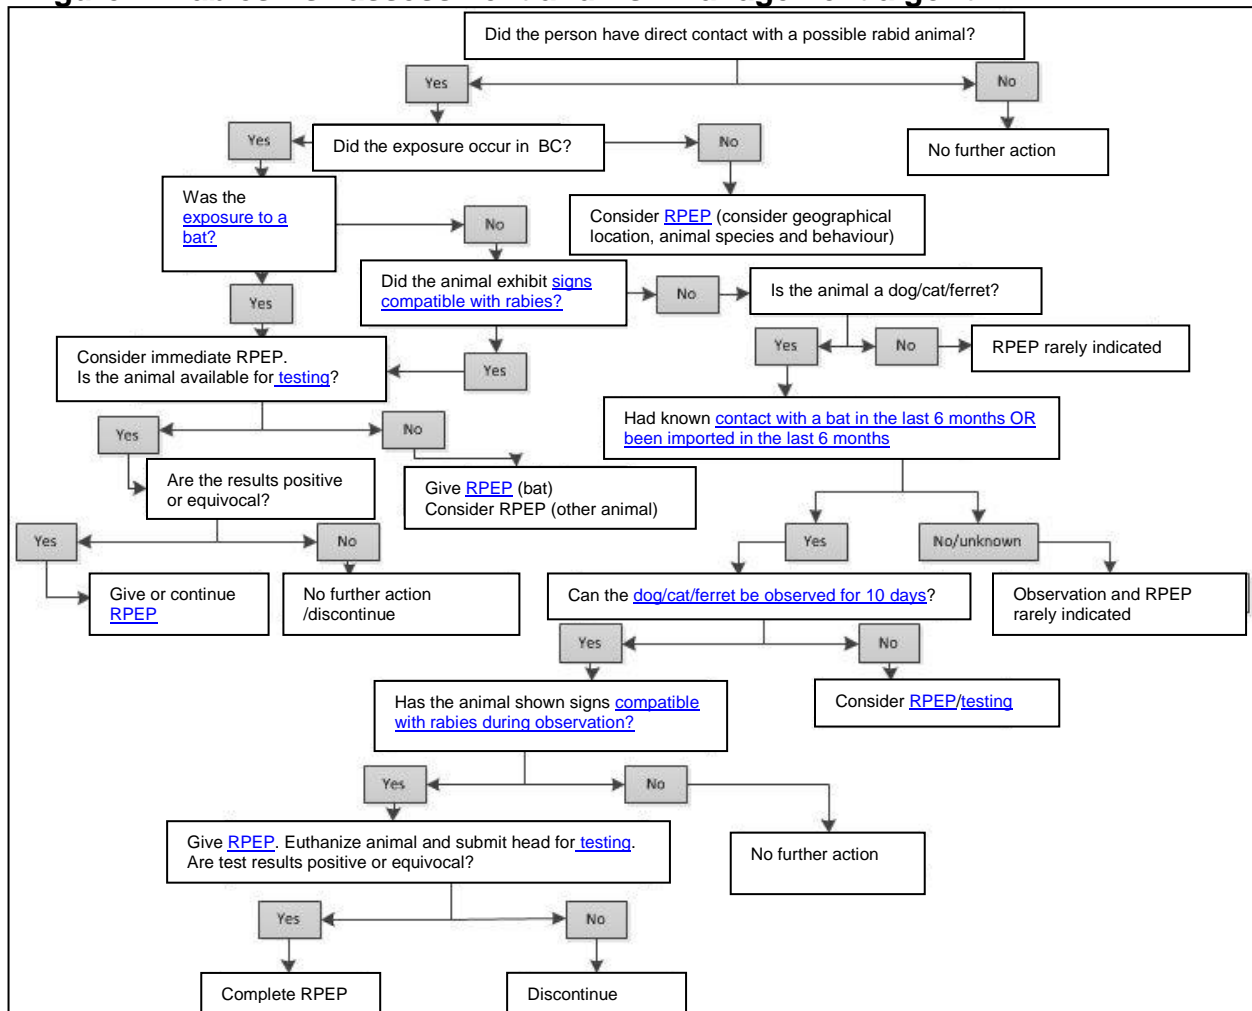 Did the person have direct contact with a possible rabid animal?
Yes
No
Yes
Did the exposure occur in BC?
No
No further action
Was the
exposure to a
bat?
No
Consider RPEP (consider geographical
location, animal species and behaviour)
Did the animal exhibit signs
compatible with rabies?
No
Is the animal a dog/cat/ferret?
Yes
Yes
No
RPEP rarely indicated
Consider immediate RPEP.
Is the animal available for testing?
Yes
Had known contact with a bat in the last 6 months OR
been imported in the last 6 months
Yes
No
Are the results positive
or equivocal?
Give RPEP (bat)
Consider RPEP (other animal)
Yes
No
Yes
No/unknown
Give or continue
RPEP
No further action
/discontinue
Can the dog/cat/ferret be observed for 10 days?
Observation and RPEP
rarely indicated
Yes
No
Has the animal shown signs compatible
with rabies during observation?
Consider RPEP/testing
Yes
No
Give RPEP. Euthanize animal and submit head for testing.
Are test results positive or equivocal?
No further action
Yes
No
Complete RPEP
Discontinue